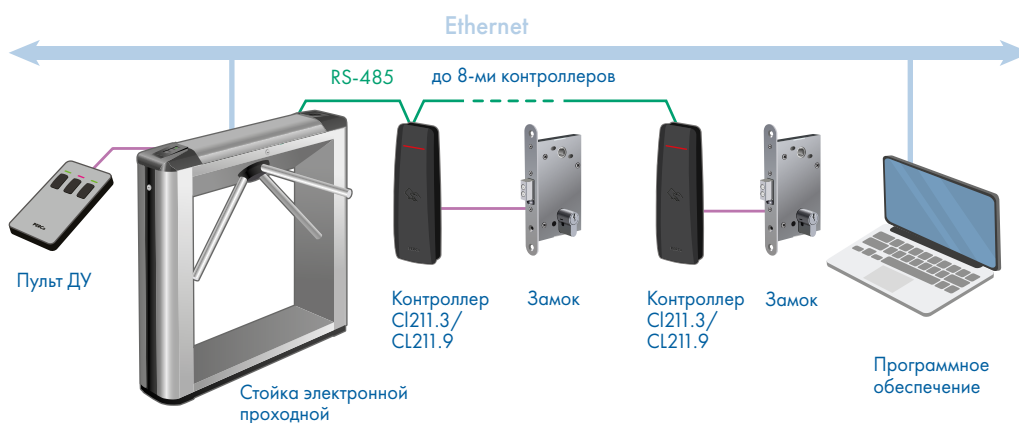 Ethernet
RS-485
до 8-ми контроллеров
PERCo
Пульт ДУ
Контроллер
Cl211.3/
CL211.9
Замок
Контроллер
Cl211.3/
CL211.9
Замок
Программное
обеспечение
Стойка электронной
проходной